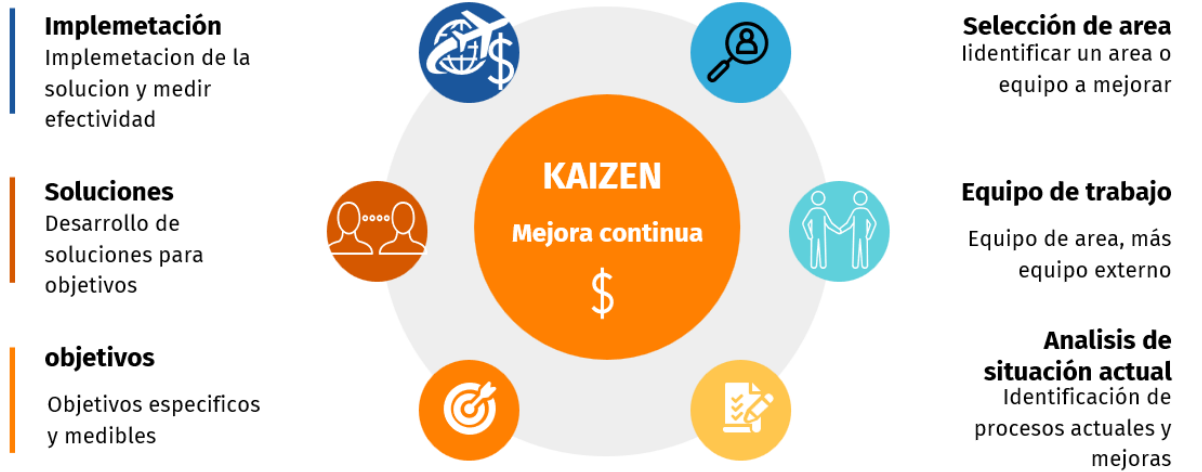 Implemetación
Implemetacion de la
solucion y medir
efectividad
Soluciones
Desarrollo de
soluciones para
objetivos
objetivos
Objetivos especificos
y medibles
KAIZEN
Mejora continua
$
$
Selección de area
Iidentificar un area o
equipo a mejorar
Equipo de trabajo
Equipo de area, más
equipo externo
Analisis de
situación actual
Identificación de
procesos actuales y
mejoras